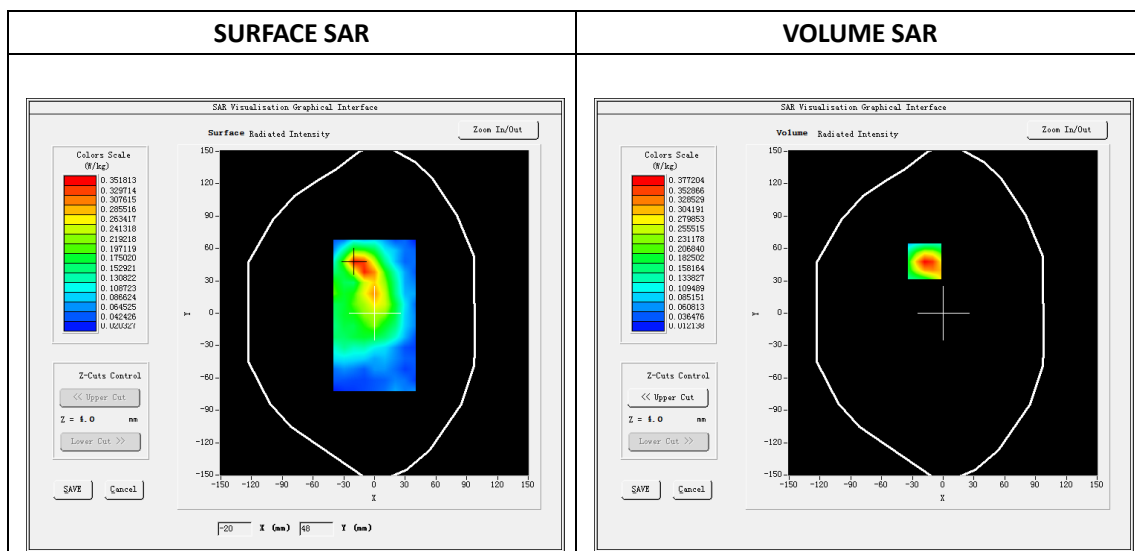 SURFACE SAR
VOLUME SAR
SAR Visualisation Graphical Interface
Surface Radiated Intensity
Zoom In/Out
Colors Scale
(W/kg)
0.351813
0.329714
0.307615
0.285516
0.263417
0.241318
0.219218
0.197119
0.175020
0.152921
0.130822
0.108723
0.086624
0.064525
0.042426
0.020327
Z-Cuts Control
<< Upper Cut
Z = 4.0 mm
Lower Cut >>
SAVE Cancel
150
120
90
60
30
0
-30
-60
-90
-120
-150
Y
-150 -120 -90 -60 -30 0 30 60 90 120 150
X
-20 X (mm) 48 Y (mm)
SAR Visualisation Graphical Interface
Volume Radiated Intensity
Zoom In/Out
Colors Scale
(W/kg)
0.377204
0.352866
0.328529
0.304191
0.279853
0.255515
0.231178
0.206840
0.182502
0.158164
0.133827
0.109489
0.085151
0.060813
0.036476
0.012138
Z-Cuts Control
<< Upper Cut
Z = 4.0 mm
Lower Cut >>
SAVE Cancel
150
120
90
60
30
0
-30
-60
-90
-120
-150
Y
-150 -120 -90 -60 -30 0 30 60 90 120 150
X